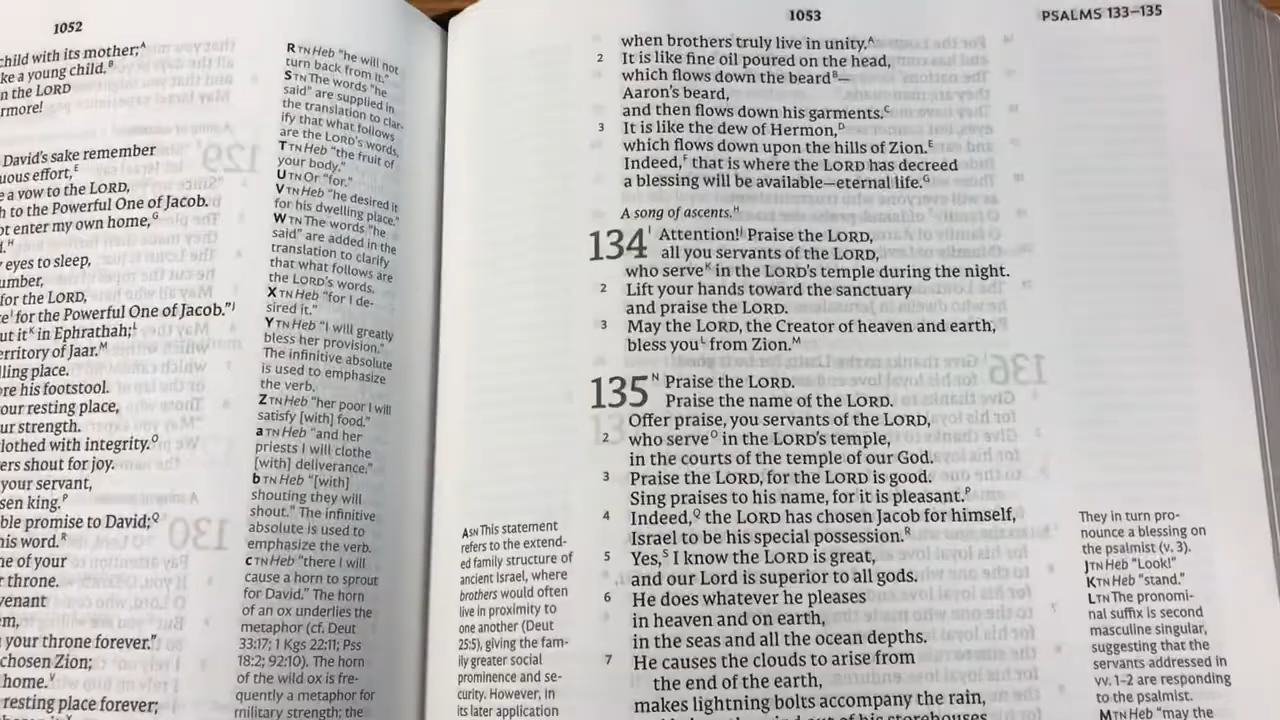 1052
child with its mother;A
ke a young child.B
n the LORD
rmore!
David's sake remember
uous effort,E
e a vow to the LORD,
h to the Powerful One of Jacob.
ot enter my own home,G
d.H
y eyes to sleep,
umber,
for the LORD,
eI for the Powerful One of Jacob."J
ut itK in Ephrathah;L
erritory of Jaar.M
lling place.
ore his footstool.
our resting place,
ur strength.
lothed with integrity.O
ers shout for joy.
your servant,
sen king.P
ble promise to David;Q
his word.R
ne of your
r throne.
venant
m,
your throne forever."
chosen Zion;
home.V
resting place forever;
R TN Heb "he will not
turn back from it."
S TN The words "he
said" are supplied in
the translation to clar-
ify that what follows
are the LORD's words.
T TN Heb "the fruit of
your body."
U TN Or "for."
V TN Heb "he desired it
for his dwelling place."
W TN The words "he
said" are added in the
translation to clarify
that what follows are
the LORD's words.
X TN Heb "for I de-
sired it."
Y TN Heb "I will greatly
bless her provision."
The infinitive absolute
is used to emphasize
the verb.
Z TN Heb "her poor I will
satisfy [with] food."
a TN Heb "and her
priests I will clothe
[with] deliverance."
b TN Heb "[with]
shouting they will
shout." The infinitive
absolute is used to
emphasize the verb.
c TN Heb "there I will
cause a horn to sprout
for David." The horn
of an ox underlies the
metaphor (cf. Deut
33:17; 1 Kgs 22:11; Pss
18:2; 92:10). The horn
of the wild ox is fre-
quently a metaphor for
military strength; the
1053
PSALMS 133–135
when brothers truly live in unity.A
2 It is like fine oil poured on the head,
which flows down the beardB—
Aaron's beard,
and then flows down his garments.C
3 It is like the dew of Hermon,D
which flows down upon the hills of Zion.E
Indeed,F that is where the LORD has decreed
a blessing will be available—eternal life.G
A song of ascents.H
134I Attention!J Praise the LORD,
all you servants of the LORD,
who serveK in the LORD's temple during the night.
2 Lift your hands toward the sanctuary
and praise the LORD.
3 May the LORD, the Creator of heaven and earth,
bless youL from Zion.M
135N Praise the LORD.
Praise the name of the LORD.
Offer praise, you servants of the LORD,
2 who serveO in the LORD's temple,
in the courts of the temple of our God.
3 Praise the LORD, for the LORD is good.
Sing praises to his name, for it is pleasant.P
4 Indeed,Q the LORD has chosen Jacob for himself,
Israel to be his special possession.R
5 Yes,S I know the LORD is great,
and our Lord is superior to all gods.
6 He does whatever he pleases
in heaven and on earth,
in the seas and all the ocean depths.
7 He causes the clouds to arise from
the end of the earth,
makes lightning bolts accompany the rain,
A SN This statement
refers to the extend-
ed family structure of
ancient Israel, where
brothers would often
live in proximity to
one another (Deut
25:5), giving the fam-
ily greater social
prominence and se-
curity. However, in
its later application
They in turn pro-
nounce a blessing on
the psalmist (v. 3).
J TN Heb "Look!"
K TN Heb "stand."
L TN The pronomi-
nal suffix is second
masculine singular,
suggesting that the
servants addressed in
vv. 1-2 are responding
to the psalmist.
M TN Heb "may the